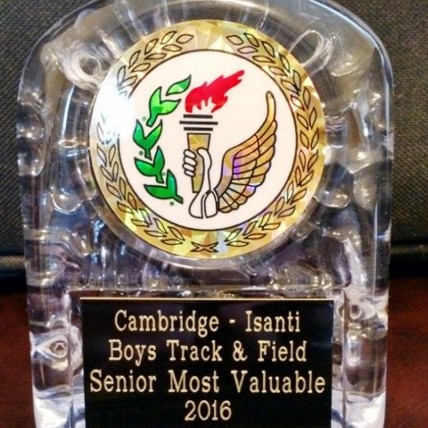 Cambridge - Isanti
Boys Track & Field
Senior Most Valuable
2016